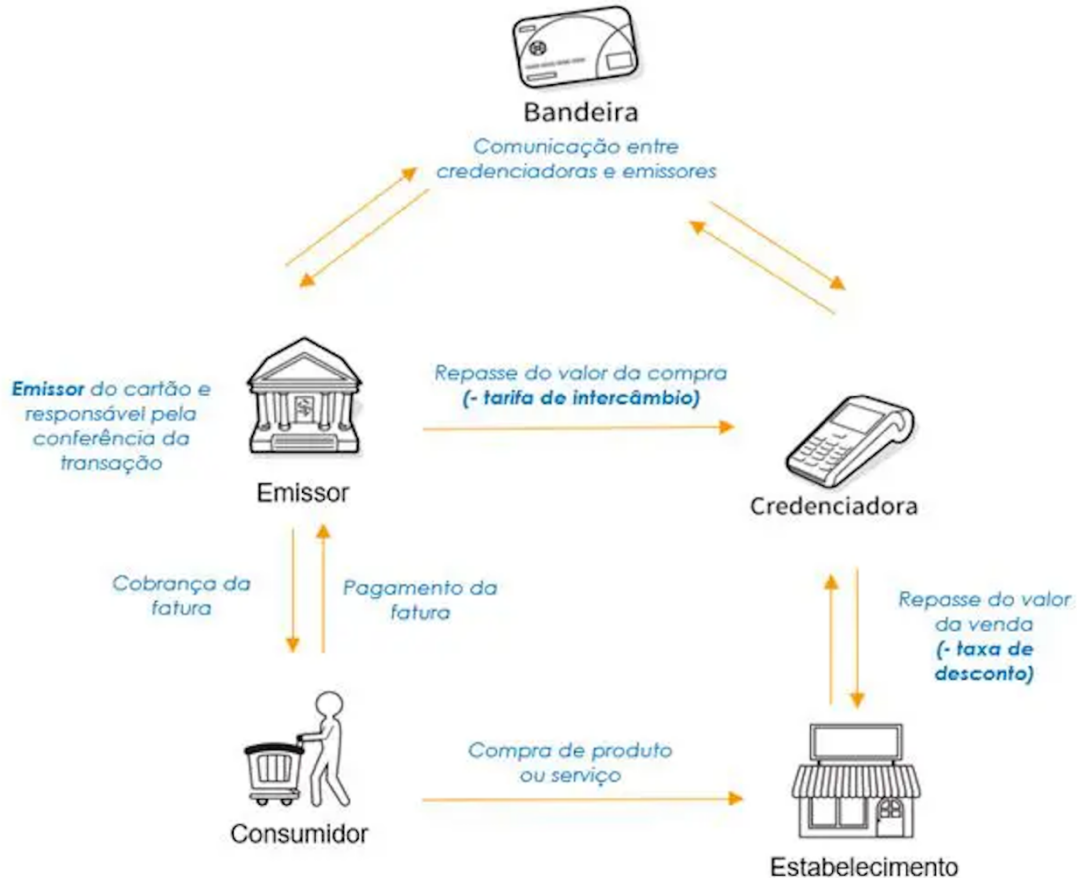 Bandeira
Comunicação entre
credenciadoras e emissores
Emissor do cartão e
responsável pela
conferência da
transação
Emissor
Repasse do valor da compra
(- tarifa de intercâmbio)
Credenciadora
Cobrança da
fatura
Pagamento da
fatura
Repasse do valor
da venda
(- taxa de
desconto)
Consumidor
Compra de produto
ou serviço
Estabelecimento